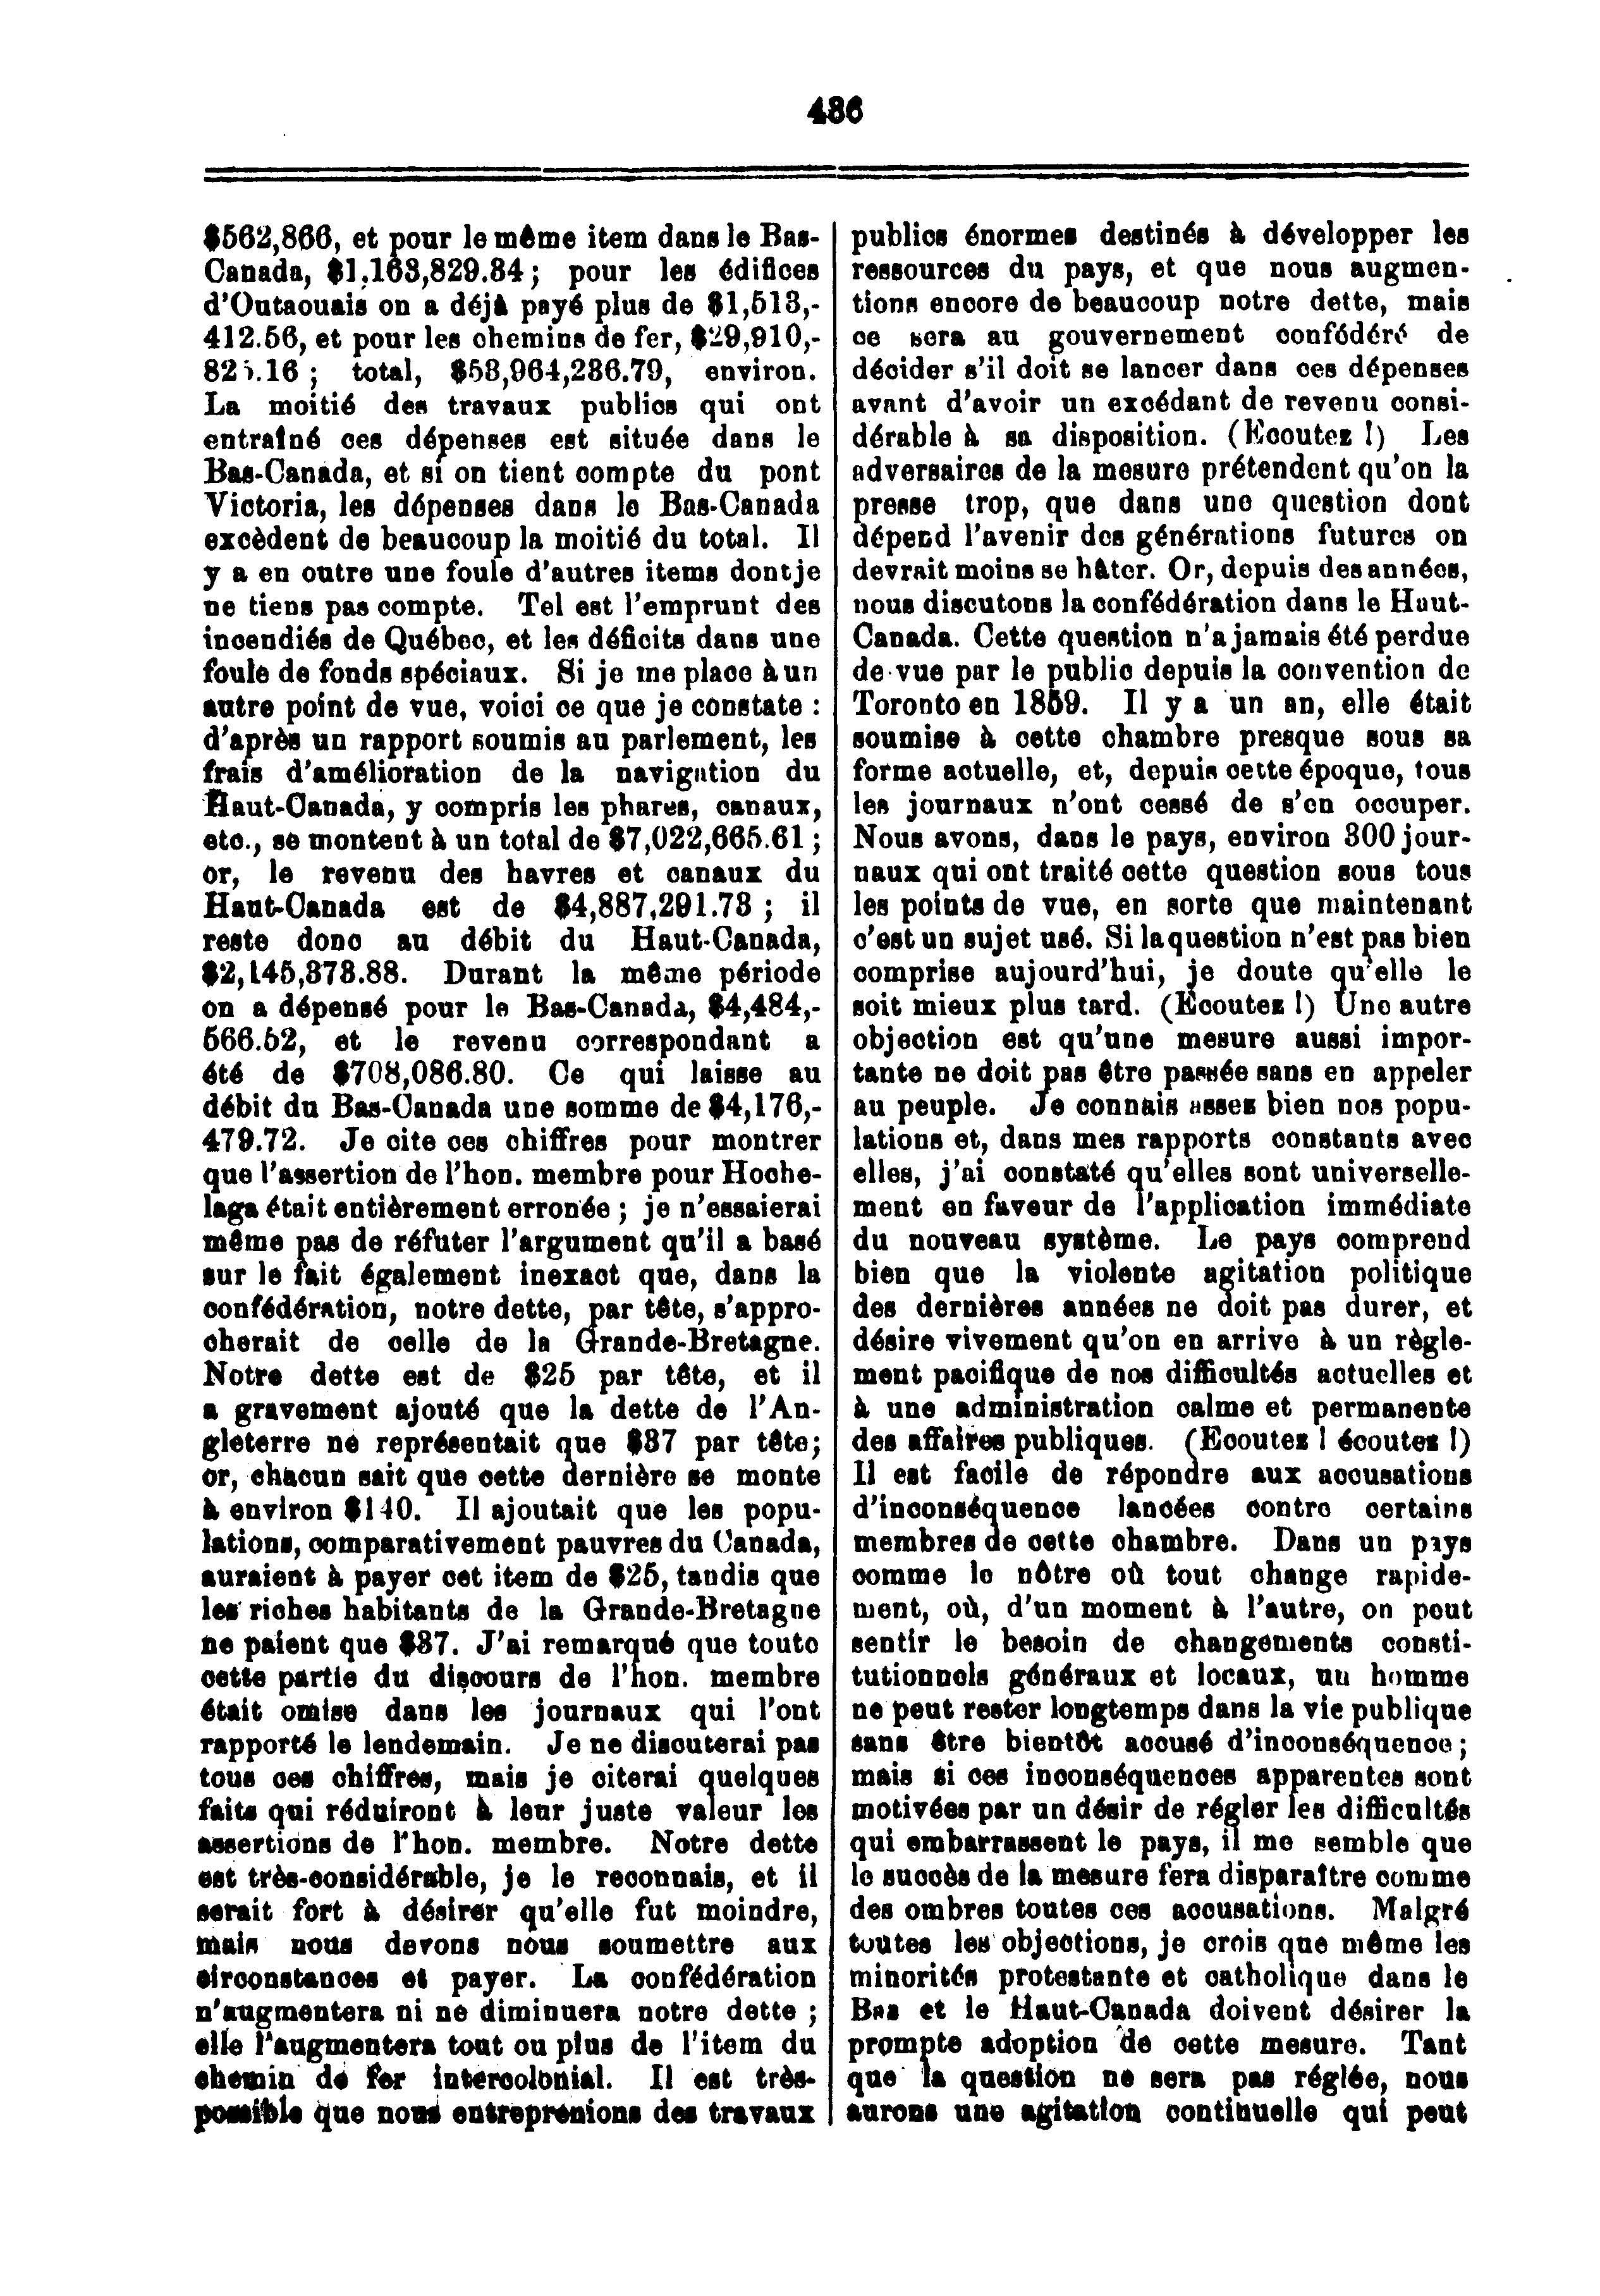 486
$562,866, et pour le même item dans le Bas-
Canada, $1,163,829.84 ; pour les édifices
d'Outaouais on a déjà payé plus de $1,513,-
412.56, et pour les chemins de fer, $29,910,-
825.16 ; total, $58,964,286.79, environ.
La moitié des travaux publics qui ont
entraîné ces dépenses est située dans le
Bas-Canada, et si on tient compte du pont
Victoria, les dépenses dans le Bas-Canada
excèdent de beaucoup la moitié du total. Il
y a en outre une foule d'autres items dont je
ne tiens pas compte. Tel est l'emprunt des
incendiés de Québec, et les déficits dans une
foule de fonds spéciaux. Si je me place à un
autre point de vue, voici ce que je constate :
d'après un rapport soumis au parlement, les
frais d'amélioration de la navigation du
Haut-Canada, y compris les phares, canaux,
etc., se montent à un total de $7,022,665.61 ;
or, le revenu des havres et canaux du
Haut-Canada est de $4,887,291.73 ; il
reste donc au débit du Haut-Canada,
$2,145,373.88. Durant la même période
on a dépensé pour le Bas-Canada, $4,484,-
566.52, et le revenu correspondant a
été de $708,086.80. Ce qui laisse au
débit du Bas-Canada une somme de $4,176,-
479.72. Je cite ces chiffres pour montrer
que l'assertion de l'hon. membre pour Hoche-
laga était entièrement erronée ; je n'essaierai
même pas de réfuter l'argument qu'il a basé
sur le fait également inexact que, dans la
confédération, notre dette, par tête, s'appro-
cherait de celle de la Grande-Bretagne.
Notre dette est de $25 par tête, et il
a gravement ajouté que la dette de l'An-
gleterre ne représentait que $37 par tête;
or, chacun sait que cette dernière se monte
à environ $140. Il ajoutait que les popu-
lations, comparativement pauvres du Canada,
auraient à payer cet item de $25, tandis que
les riches habitants de la Grande-Bretagne
ne paient que $37. J'ai remarqué que toute
cette partie du discours de l'hon. membre
était omise dans les journaux qui l'ont
rapporté le lendemain. Je ne discuterai pas
tous ces chiffres, mais je citerai quelques
faits qui réduiront à leur juste valeur les
assertions de l'hon. membre. Notre dette
est très-considérable, je le reconnais, et il
serait fort à désirer qu'elle fut moindre,
mais nous devons nous soumettre aux
circonstances et payer. La confédération
n'augmentera ni ne diminuera notre dette ;
elle l'augmentera tout ou plus de l'item du
chemin de fer intercolonial. Il est très-
possible que nous entreprenions des travaux
publics énormes destinés à développer les
ressources du pays, et que nous augmen-
tions encore de beaucoup notre dette, mais
ce sera au gouvernement confédéré de
décider s'il doit se lancer dans ces dépenses
avant d'avoir un excédant de revenu consi-
dérable à sa disposition. (Ecoutez !) Les
adversaires de la mesure prétendent qu'on la
presse trop, que dans une question dont
dépend l'avenir des générations futures on
devrait moins se hâter. Or, depuis des années,
nous discutons la confédération dans le Haut-
Canada. Cette question n'a jamais été perdue
de vue par le public depuis la convention de
Toronto en 1859. Il y a un an, elle était
soumise à cette chambre presque sous sa
forme actuelle, et, depuis cette époque, tous
les journaux n'ont cessé de s'en occuper.
Nous avons, dans le pays, environ 300 jour-
naux qui ont traité cette question sous tous
les points de vue, en sorte que maintenant
c'est un sujet usé. Si la question n'est pas bien
comprise aujourd'hui, je doute qu'elle le
soit mieux plus tard. (Ecoutez !) Une autre
objection est qu'une mesure aussi impor-
tante ne doit pas être passée sans en appeler
au peuple. Je connais assez bien nos popu-
lations et, dans mes rapports constants avec
elles, j'ai constaté qu'elles sont universelle-
ment en faveur de l'application immédiate
du nouveau système. Le pays comprend
bien que la violente agitation politique
des dernières années ne doit pas durer, et
désire vivement qu'on en arrive à un règle-
ment pacifique de nos difficultés actuelles et
à une administration calme et permanente
des affaires publiques. (Ecoutez ! écoutez !)
Il est facile de répondre aux accusations
d'inconséquence lancées contre certains
membres de cette chambre. Dans un pays
comme le nôtre où tout change rapide-
ment, où, d'un moment à l'autre, on peut
sentir le besoin de changements consti-
tutionnels généraux et locaux, un homme
ne peut rester longtemps dans la vie publique
sans être bientôt accusé d'inconséquence ;
mais si ces inconséquences apparentes sont
motivées par un désir de régler les difficultés
qui embarrassent le pays, il me semble que
le succès de la mesure fera disparaître comme
des ombres toutes ces accusations. Malgré
toutes les objections, je crois que même les
minorités protestante et catholique dans le
Bas et le Haut-Canada doivent désirer la
prompte adoption de cette mesure. Tant
que la question ne sera pas réglée, nous
aurons une agitation continuelle qui peut